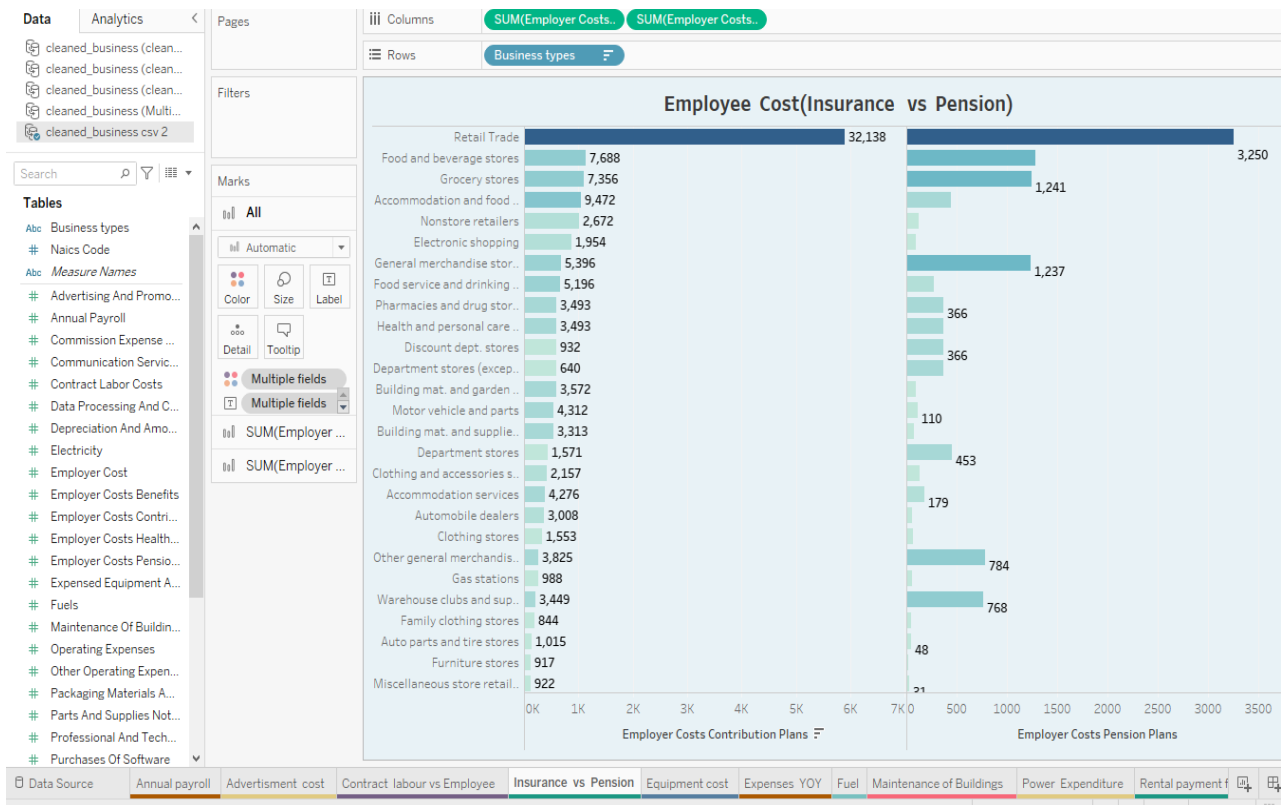 Data Analytics Pages Columns SUM(Employer Costs.. SUM(Employer Costs..
cleaned_business (clean...
cleaned_business (clean...
cleaned_business (clean...
cleaned_business (Multi...
cleaned_business csv 2
Rows Business types
Search
Tables
Abc Business types
# Naics Code
Abc Measure Names
# Advertising And Promo...
# Annual Payroll
# Commission Expense ...
# Communication Servic...
# Contract Labor Costs
# Data Processing And C...
# Depreciation And Amo...
# Electricity
# Employer Cost
# Employer Costs Benefits
# Employer Costs Contri...
# Employer Costs Health...
# Employer Costs Pensio...
# Expensed Equipment A...
# Fuels
# Maintenance Of Buildin...
# Operating Expenses
# Other Operating Expen...
# Packaging Materials A...
# Parts And Supplies Not...
# Professional And Tech...
# Purchases Of Software
Filters
Marks
All
Automatic
Color Size Label
Detail Tooltip
Multiple fields
Multiple fields
SUM(Employer ...
SUM(Employer ...
Employee Cost(Insurance vs Pension)
Retail Trade 32,138 3,250
Food and beverage stores 7,688
Grocery stores 7,356 1,241
Accommodation and food .. 9,472
Nonstore retailers 2,672
Electronic shopping 1,954
General merchandise stor.. 5,396 1,237
Food service and drinking .. 5,196
Pharmacies and drug stor.. 3,493 366
Health and personal care .. 3,493
Discount dept. stores 932 366
Department stores (excep.. 640
Building mat. and garden .. 3,572
Motor vehicle and parts 4,312 110
Building mat. and supplie.. 3,313
Department stores 1,571 453
Clothing and accessories s.. 2,157
Accommodation services 4,276 179
Automobile dealers 3,008
Clothing stores 1,553
Other general merchandis.. 3,825 784
Gas stations 988
Warehouse clubs and sup.. 3,449 768
Family clothing stores 844
Auto parts and tire stores 1,015 48
Furniture stores 917
Miscellaneous store retail.. 922 31
0K 1K 2K 3K 4K 5K 6K 7K 0 500 1000 1500 2000 2500 3000 3500
Employer Costs Contribution Plans Employer Costs Pension Plans
Data Source Annual payroll Advertisment cost Contract labour vs Employee Insurance vs Pension Equipment cost Expenses YOY Fuel Maintenance of Buildings Power Expenditure Rental payment f